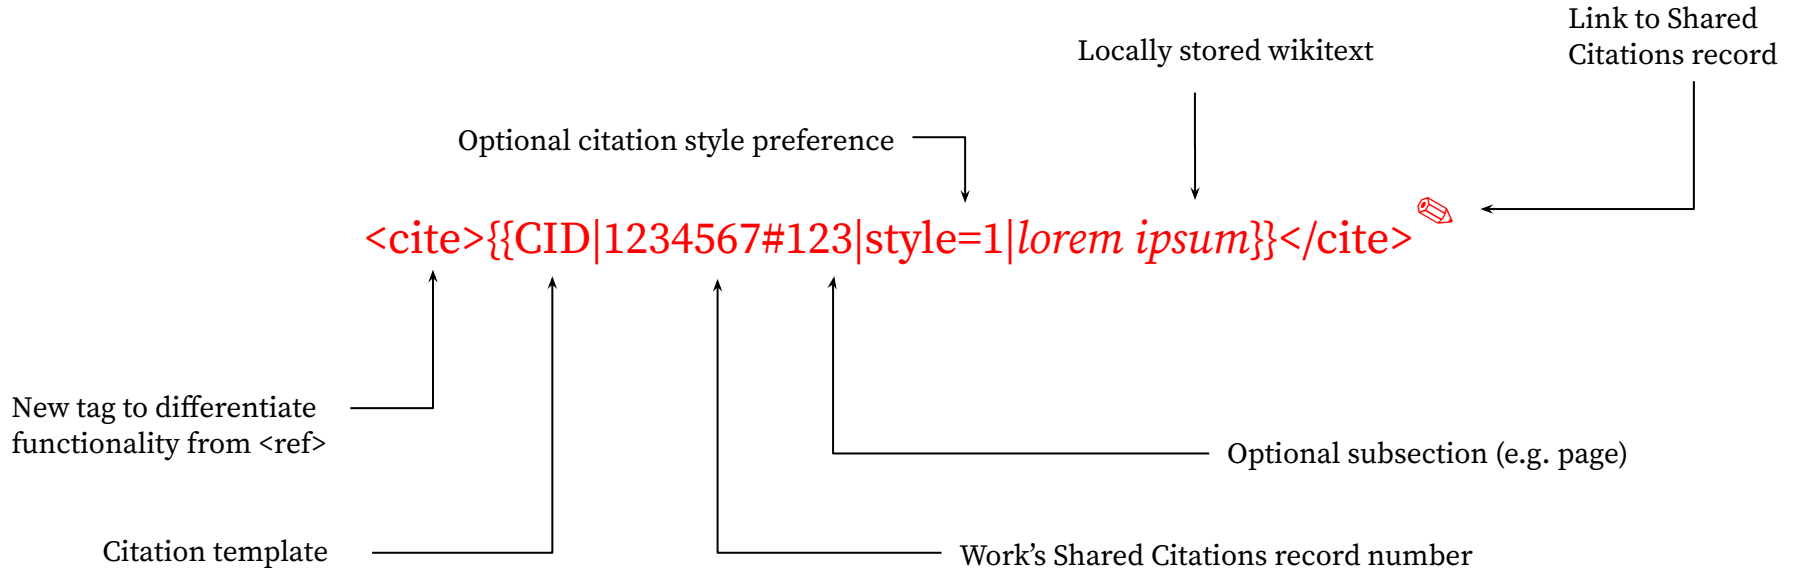 Link to Shared
Citations record
Locally stored wikitext
Optional citation style preference
<cite>{{CID|1234567#123|style=1|lorem ipsum}}</cite>
New tag to differentiate
functionality from <ref>
Optional subsection (e.g. page)
Citation template
Work’s Shared Citations record number